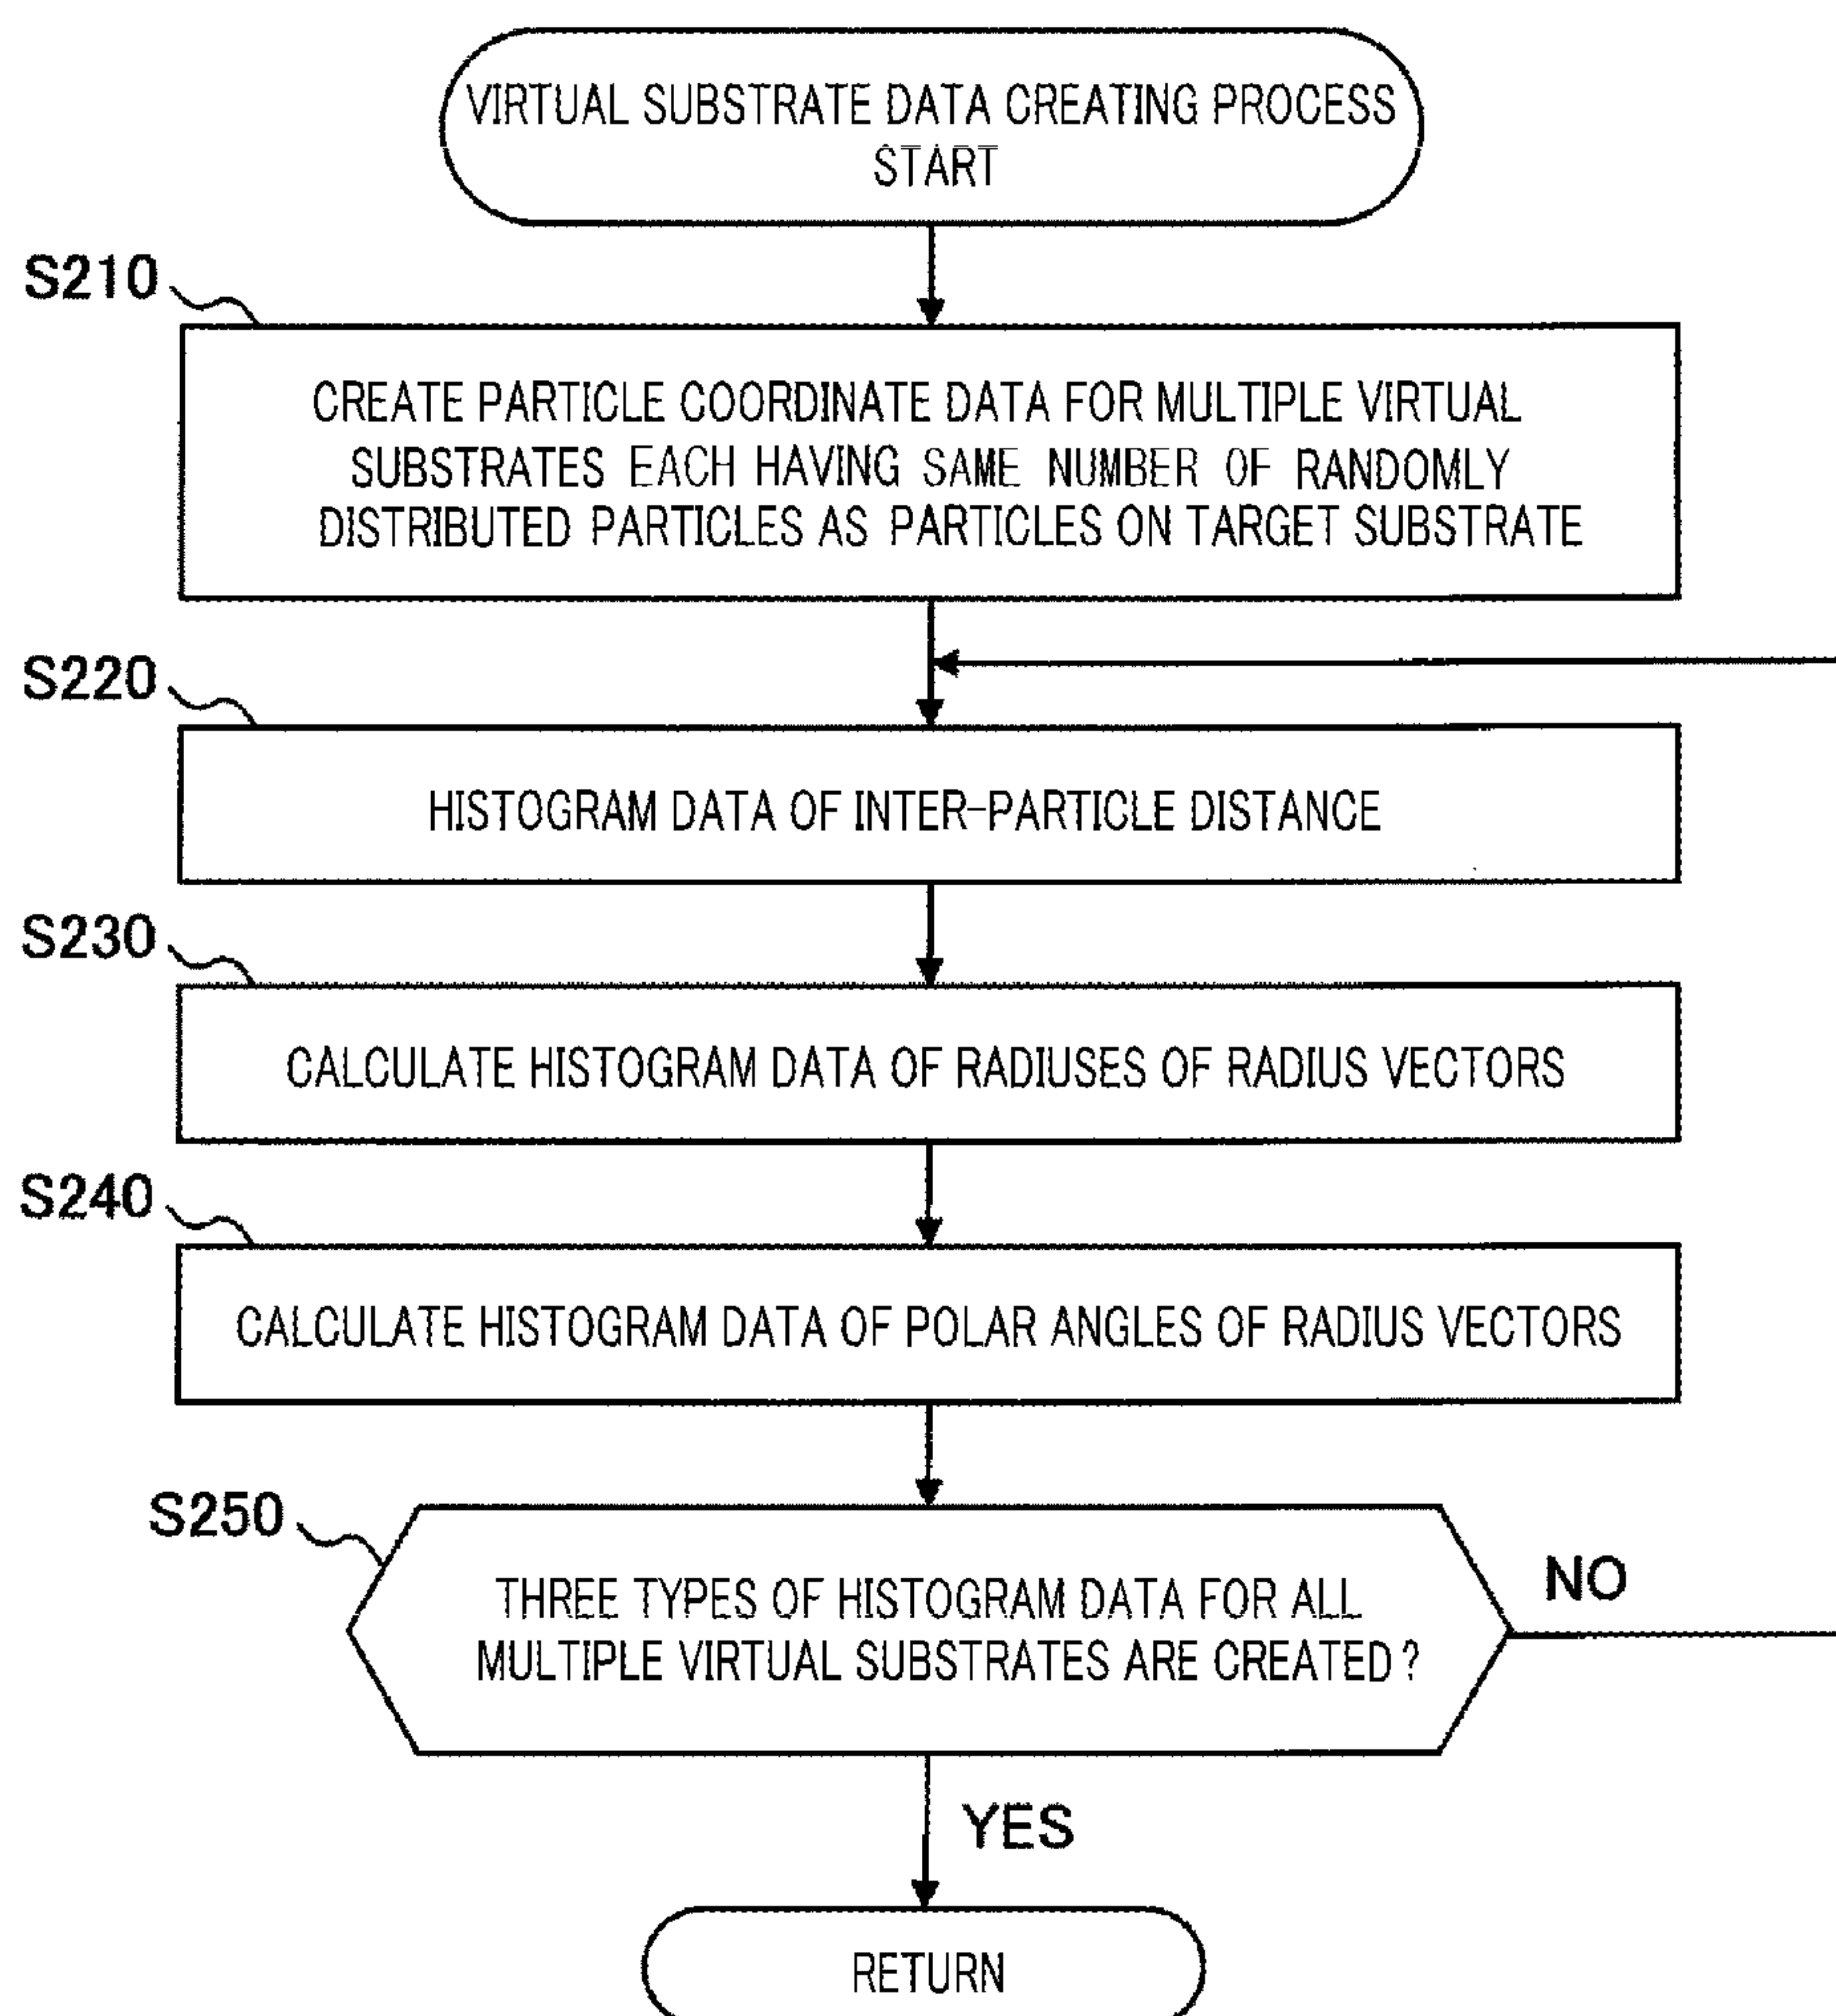 VIRTUAL SUBSTRATE DATA CREATING PROCESS
START
S210
CREATE PARTICLE COORDINATE DATA FOR MULTIPLE VIRTUAL
SUBSTRATES EACH HAVING SAME NUMBER OF RANDOMLY
DISTRIBUTED PARTICLES AS PARTICLES ON TARGET SUBSTRATE
S220
HISTOGRAM DATA OF INTER-PARTICLE DISTANCE
S230
CALCULATE HISTOGRAM DATA OF RADIUSES OF RADIUS VECTORS
S240
CALCULATE HISTOGRAM DATA OF POLAR ANGLES OF RADIUS VECTORS
S250
THREE TYPES OF HISTOGRAM DATA FOR ALL
MULTIPLE VIRTUAL SUBSTRATES ARE CREATED?
NO
YES
RETURN